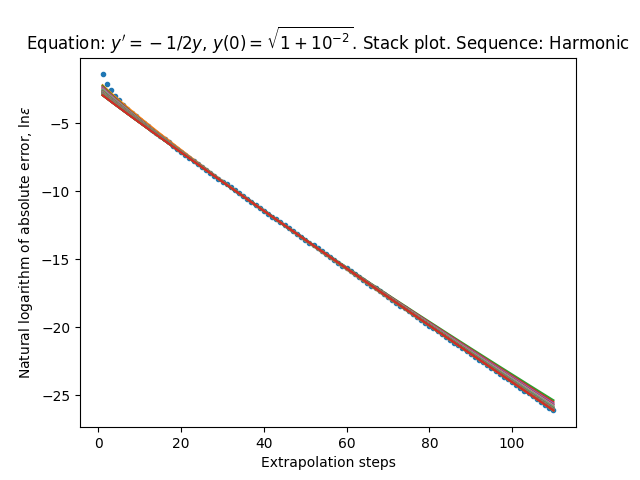 Equation: y′ = −1/2y, y(0) = √(1 + 10⁻²). Stack plot. Sequence: Harmonic
Natural logarithm of absolute error, lnε
−5
−10
−15
−20
−25
0 20 40 60 80 100
Extrapolation steps